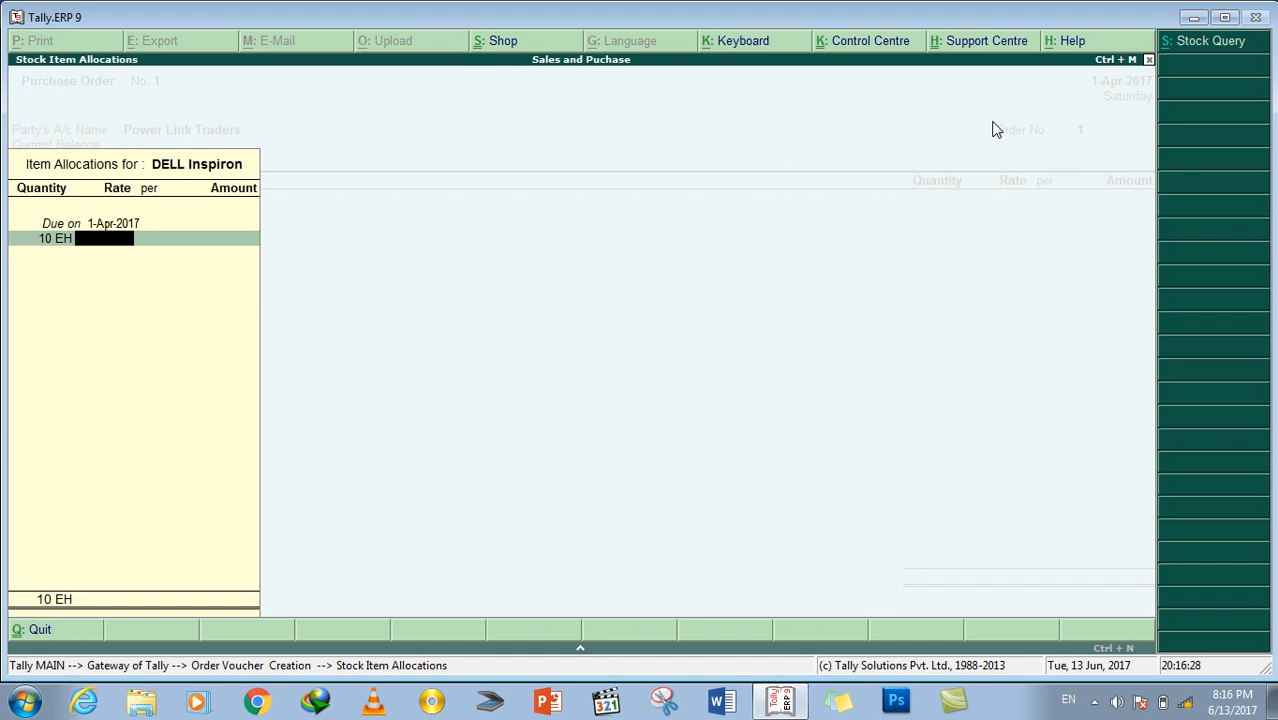 Tally.ERP 9
P: Print E: Export M: E-Mail O: Upload S: Shop G: Language K: Keyboard K: Control Centre H: Support Centre H: Help S: Stock Query
Stock Item Allocations Sales and Puchase Ctrl + M
Purchase Order No. 1 1-Apr-2017
Saturday
Party's A/c Name : Power Link Traders Order No. : 1
Current Balance :
Item Allocations for : DELL Inspiron
Quantity Rate per Amount Quantity Rate per Amount
Due on 1-Apr-2017
10 EH
10 EH
Q: Quit
Ctrl + N
Tally MAIN --> Gateway of Tally --> Order Voucher Creation --> Stock Item Allocations (c) Tally Solutions Pvt. Ltd., 1988-2013 Tue, 13 Jun, 2017 20:16:28
EN 8:16 PM
6/13/2017
321
W
TALLY ERP 9
Ps